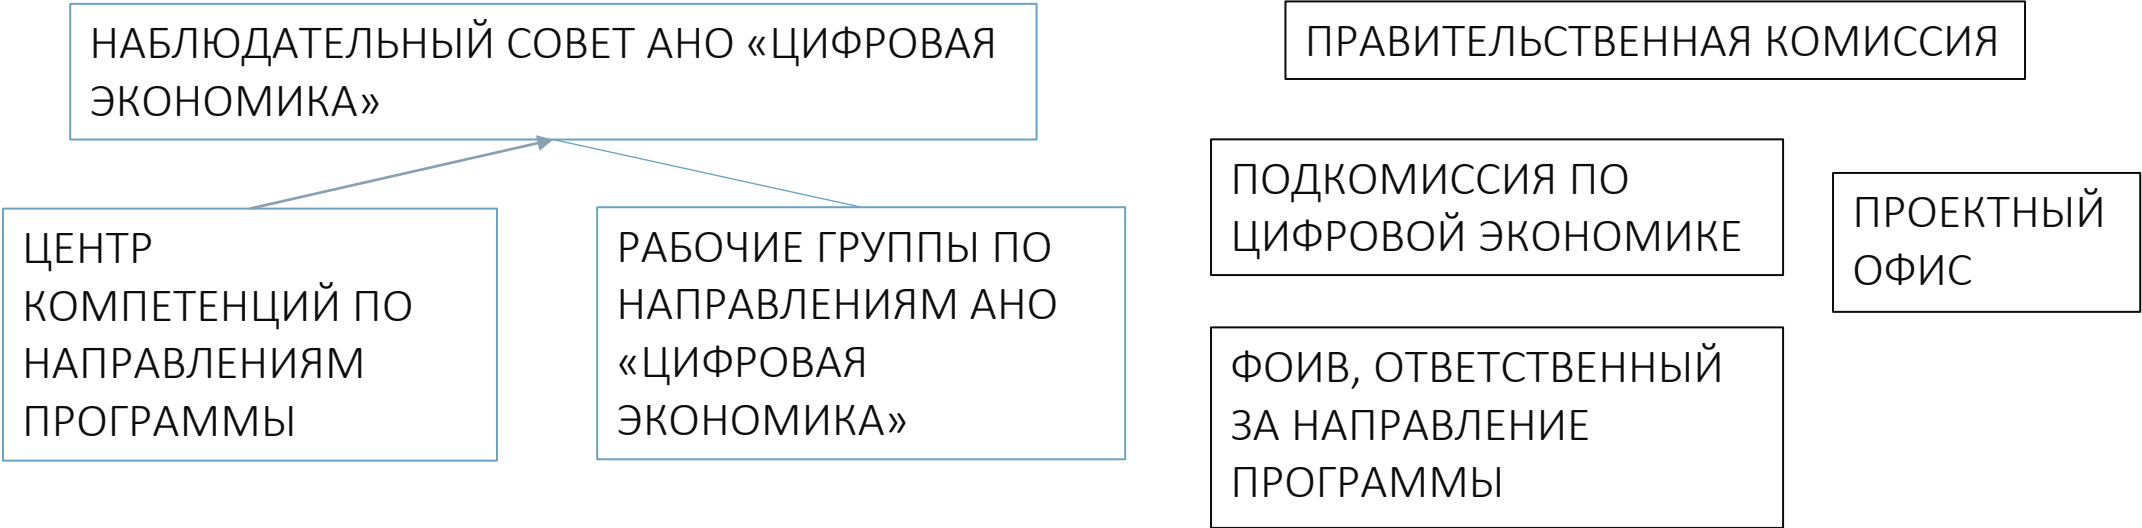 НАБЛЮДАТЕЛЬНЫЙ СОВЕТ АНО «ЦИФРОВАЯ
ЭКОНОМИКА»
ЦЕНТР
КОМПЕТЕНЦИЙ ПО
НАПРАВЛЕНИЯМ
ПРОГРАММЫ
РАБОЧИЕ ГРУППЫ ПО
НАПРАВЛЕНИЯМ АНО
«ЦИФРОВАЯ
ЭКОНОМИКА»
ПРАВИТЕЛЬСТВЕННАЯ КОМИССИЯ
ПОДКОМИССИЯ ПО
ЦИФРОВОЙ ЭКОНОМИКЕ
ПРОЕКТНЫЙ
ОФИС
ФОИВ, ОТВЕТСТВЕННЫЙ
ЗА НАПРАВЛЕНИЕ
ПРОГРАММЫ